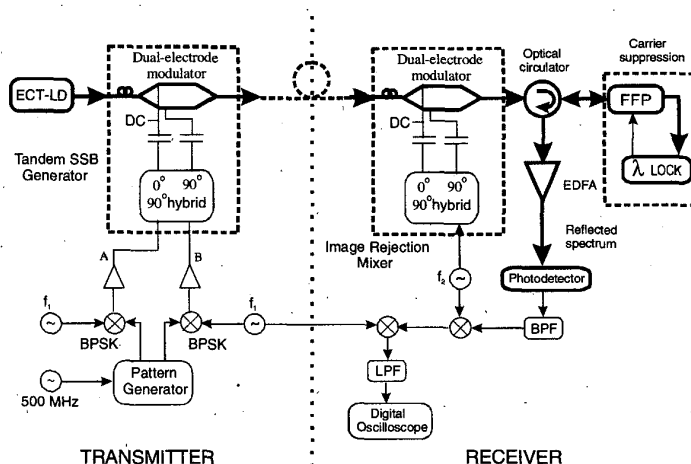 Dual-electrode
modulator
ECT-LD
DC
Tandem SSB
Generator
0° 90°
90°hybrid
A
B
f₁
BPSK
BPSK
f₁
Pattern
Generator
500 MHz
TRANSMITTER
Dual-electrode
modulator
DC
0° 90°
90°hybrid
Image Rejection
Mixer
f₂
Optical
circulator
Carrier
suppression
FFP
λ LOCK
EDFA
Reflected
spectrum
Photodetector
BPF
LPF
Digital
Oscilloscope
RECEIVER